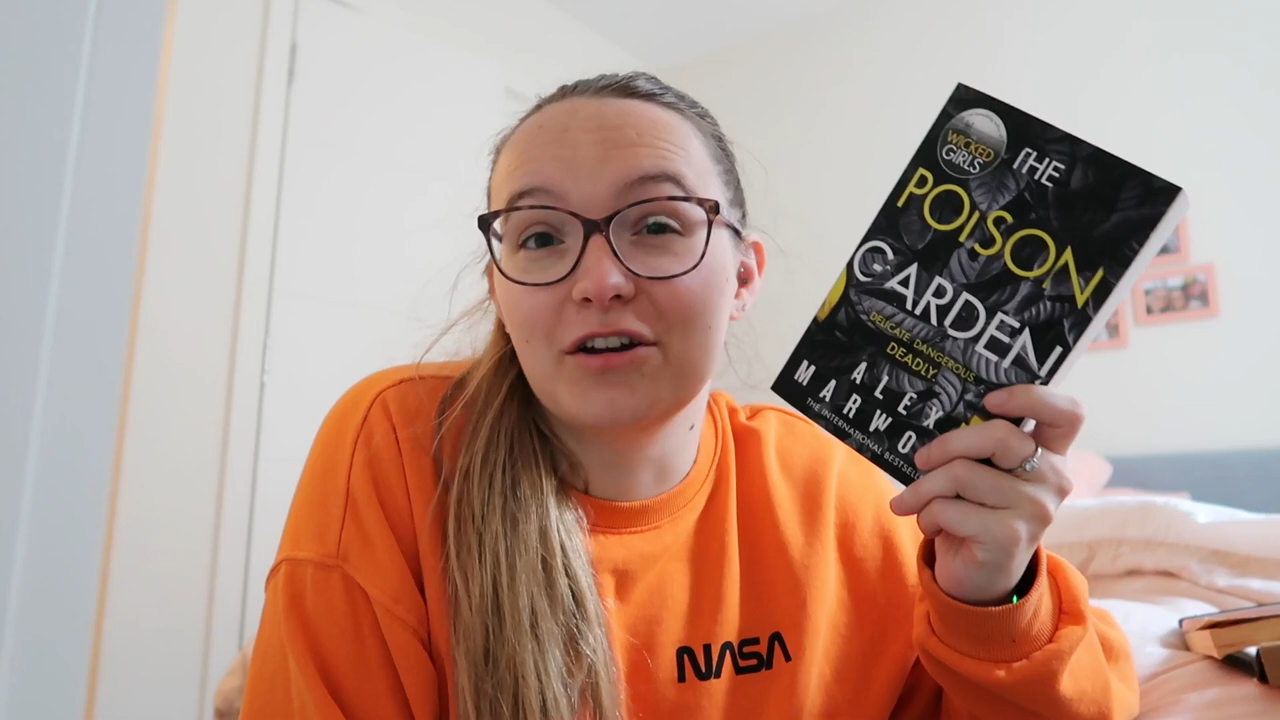 WICKED
GIRLS
THE
POISON
GARDEN
DELICATE. DANGEROUS.
DEADLY
ALEX
MARWO
THE INTERNATIONAL BESTSELL
NASA